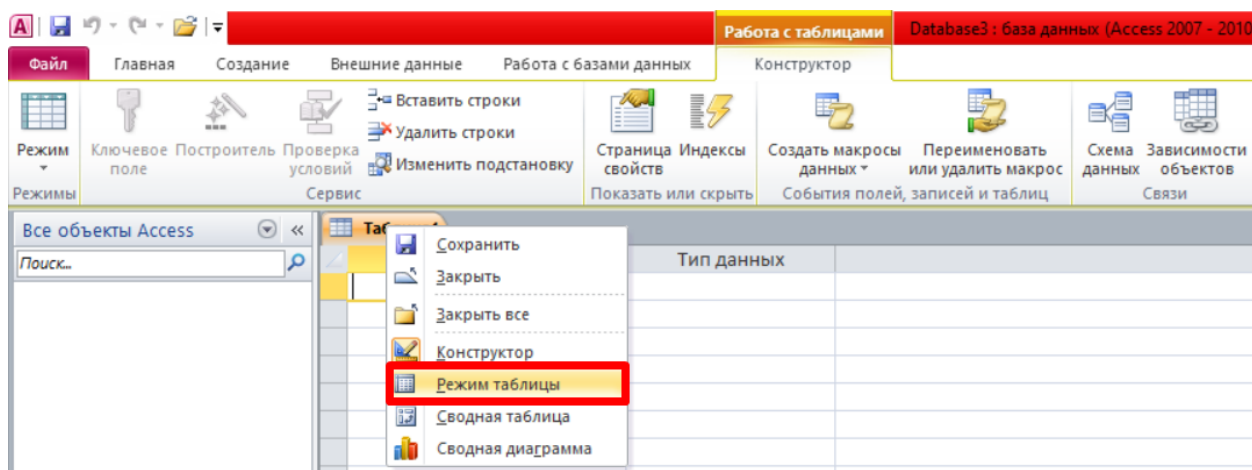 Работа с таблицами
Database3 : база данных (Access 2007 - 2010
Файл
Главная
Создание
Внешние данные
Работа с базами данных
Конструктор
Режим
Ключевое
поле
Построитель
Проверка
условий
Вставить строки
Удалить строки
Изменить подстановку
Страница
свойств
Индексы
Создать макросы
данных
Переименовать
или удалить макрос
Схема
данных
Зависимости
объектов
Режимы
Сервис
Показать или скрыть
События полей, записей и таблиц
Связи
Все объекты Access
Поиск...
Тип данных
Сохранить
Закрыть
Закрыть все
Конструктор
Режим таблицы
Сводная таблица
Сводная диаграмма